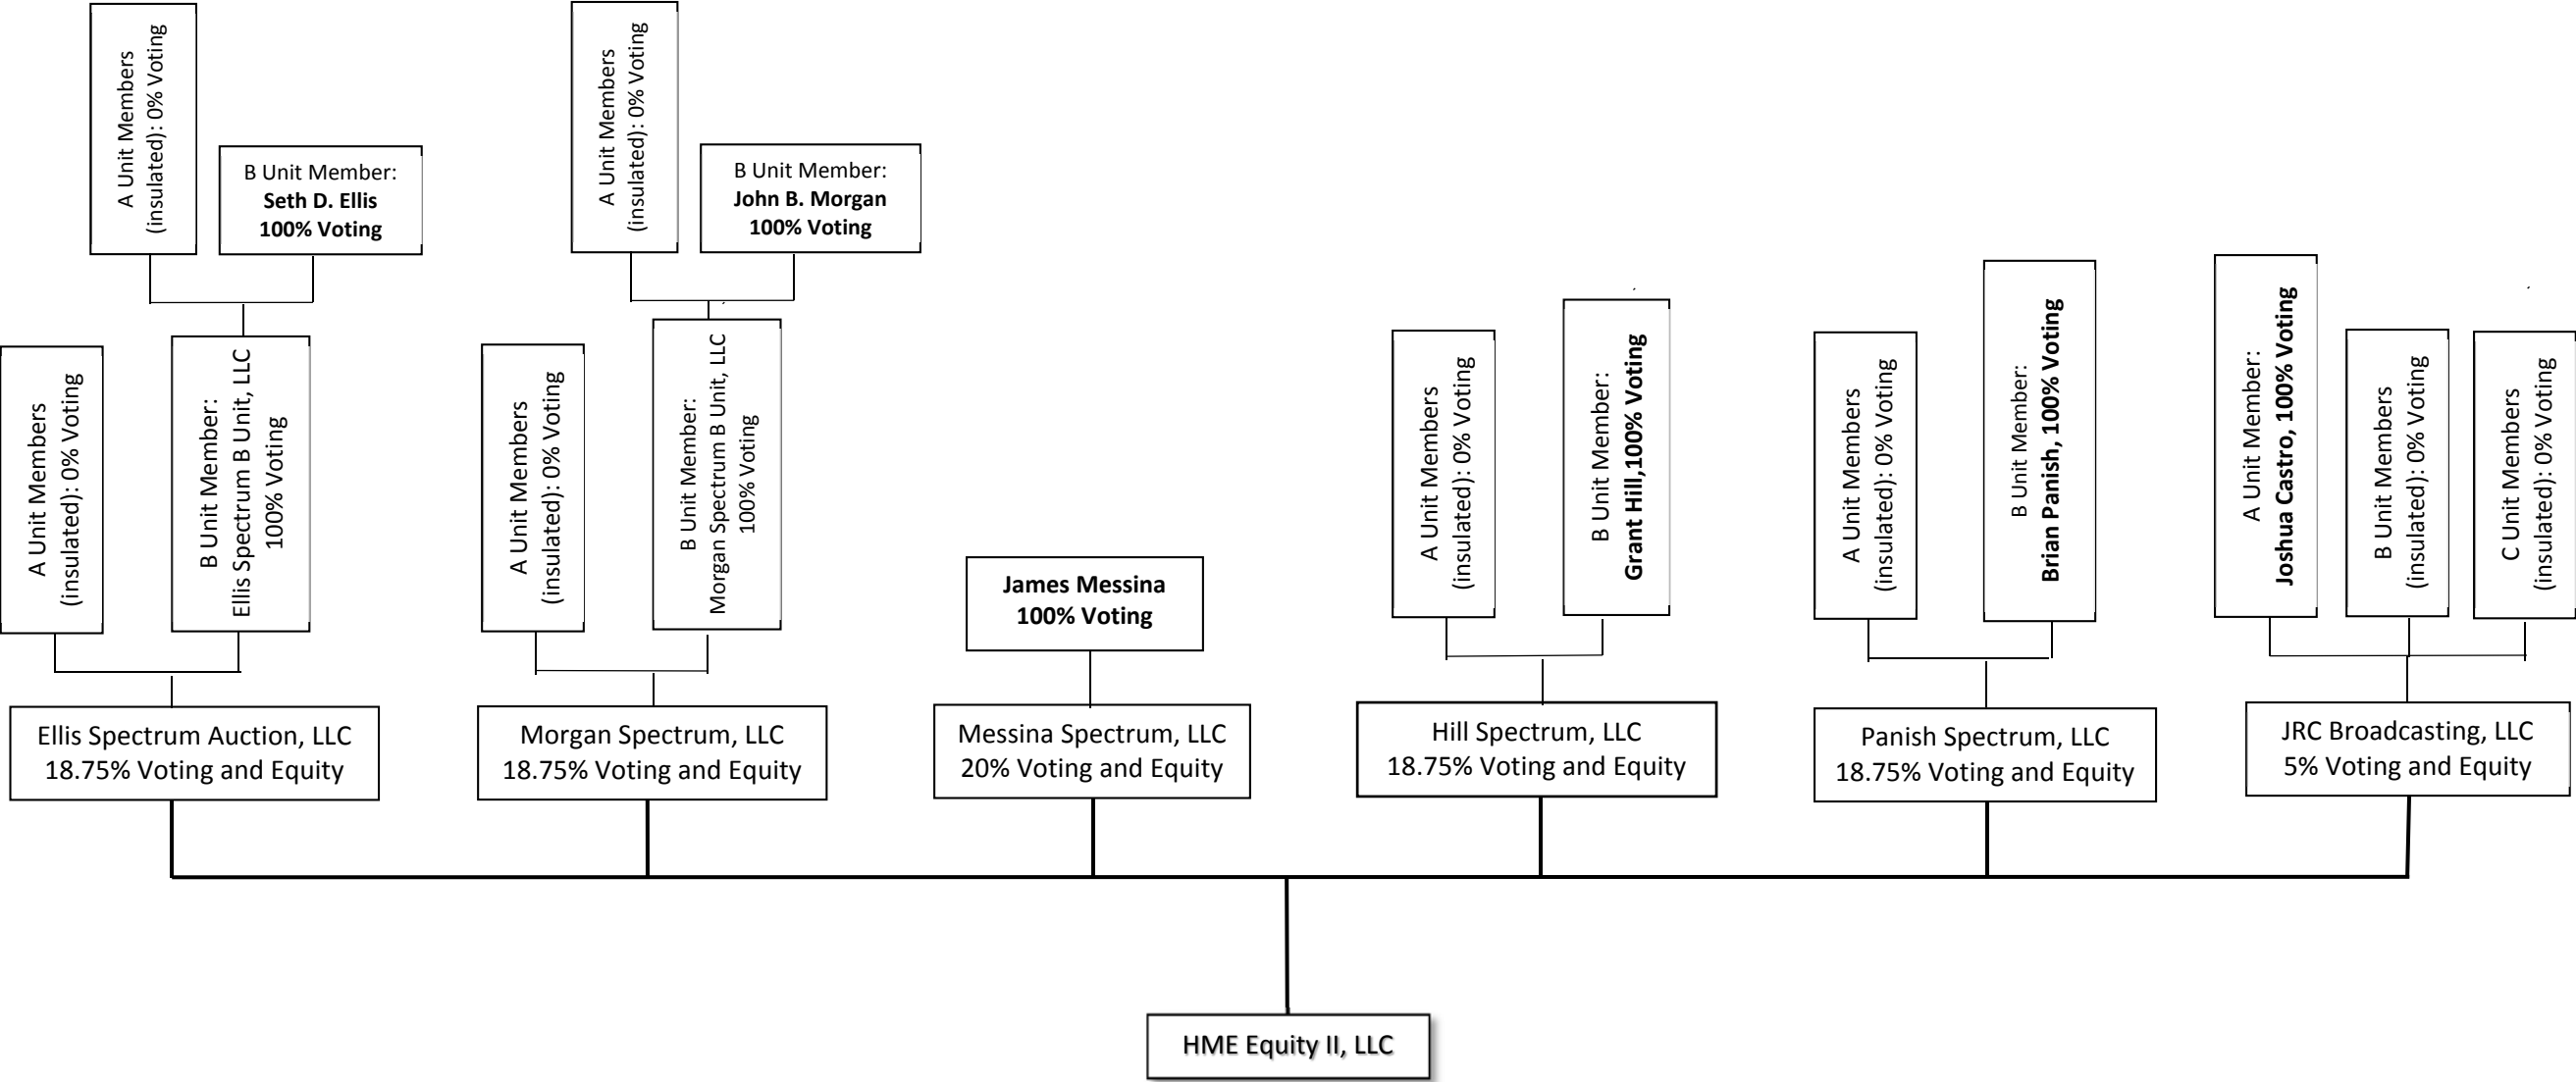 A Unit Members
(insulated): 0% Voting
B Unit Member:
Seth D. Ellis
100% Voting
A Unit Members
(insulated): 0% Voting
B Unit Member:
John B. Morgan
100% Voting
A Unit Members
(insulated): 0% Voting
B Unit Member:
Ellis Spectrum B Unit, LLC
100% Voting
A Unit Members
(insulated): 0% Voting
B Unit Member:
Morgan Spectrum B Unit, LLC
100% Voting
James Messina
100% Voting
A Unit Members
(insulated): 0% Voting
B Unit Member:
Grant Hill,100% Voting
A Unit Members
(insulated): 0% Voting
B Unit Member:
Brian Panish, 100% Voting
A Unit Member:
Joshua Castro, 100% Voting
B Unit Members
(insulated): 0% Voting
C Unit Members
(insulated): 0% Voting
Ellis Spectrum Auction, LLC
18.75% Voting and Equity
Morgan Spectrum, LLC
18.75% Voting and Equity
Messina Spectrum, LLC
20% Voting and Equity
Hill Spectrum, LLC
18.75% Voting and Equity
Panish Spectrum, LLC
18.75% Voting and Equity
JRC Broadcasting, LLC
5% Voting and Equity
HME Equity II, LLC